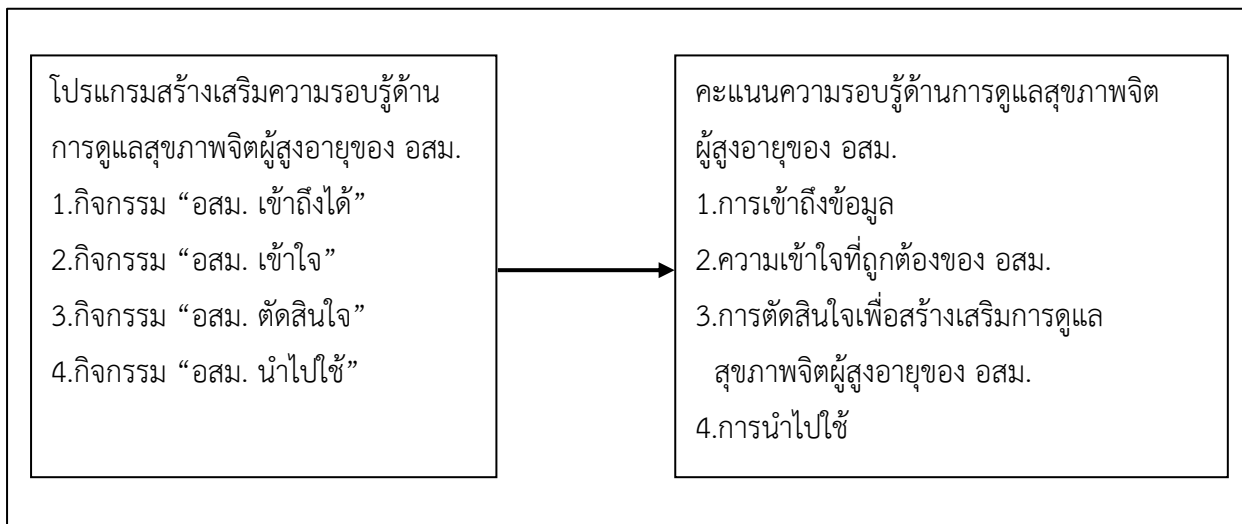 โปรแกรมสร้างเสริมความรอบรู้ด้าน
การดูแลสุขภาพจิตผู้สูงอายุของ อสม.
1.กิจกรรม “อสม. เข้าถึงได้”
2.กิจกรรม “อสม. เข้าใจ”
3.กิจกรรม “อสม. ตัดสินใจ”
4.กิจกรรม “อสม. นำไปใช้”
คะแนนความรอบรู้ด้านการดูแลสุขภาพจิต
ผู้สูงอายุของ อสม.
1.การเข้าถึงข้อมูล
2.ความเข้าใจที่ถูกต้องของ อสม.
3.การตัดสินใจเพื่อสร้างเสริมการดูแล
สุขภาพจิตผู้สูงอายุของ อสม.
4.การนำไปใช้